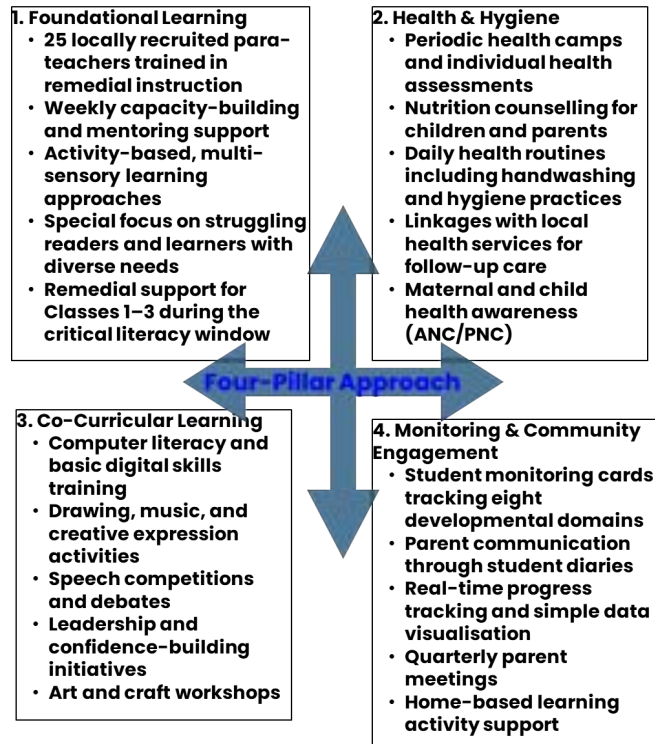 1. Foundational Learning
• 25 locally recruited para-
teachers trained in
remedial instruction
• Weekly capacity-building
and mentoring support
• Activity-based, multi-
sensory learning
approaches
• Special focus on struggling
readers and learners with
diverse needs
• Remedial support for
Classes 1–3 during the
critical literacy window
2. Health & Hygiene
• Periodic health camps
and individual health
assessments
• Nutrition counselling for
children and parents
• Daily health routines
including handwashing
and hygiene practices
• Linkages with local
health services for
follow-up care
• Maternal and child
health awareness
(ANC/PNC)
Four-Pillar Approach
3. Co-Curricular Learning
• Computer literacy and
basic digital skills
training
• Drawing, music, and
creative expression
activities
• Speech competitions
and debates
• Leadership and
confidence-building
initiatives
• Art and craft workshops
4. Monitoring & Community
Engagement
• Student monitoring cards
tracking eight
developmental domains
• Parent communication
through student diaries
• Real-time progress
tracking and simple data
visualisation
• Quarterly parent
meetings
• Home-based learning
activity support